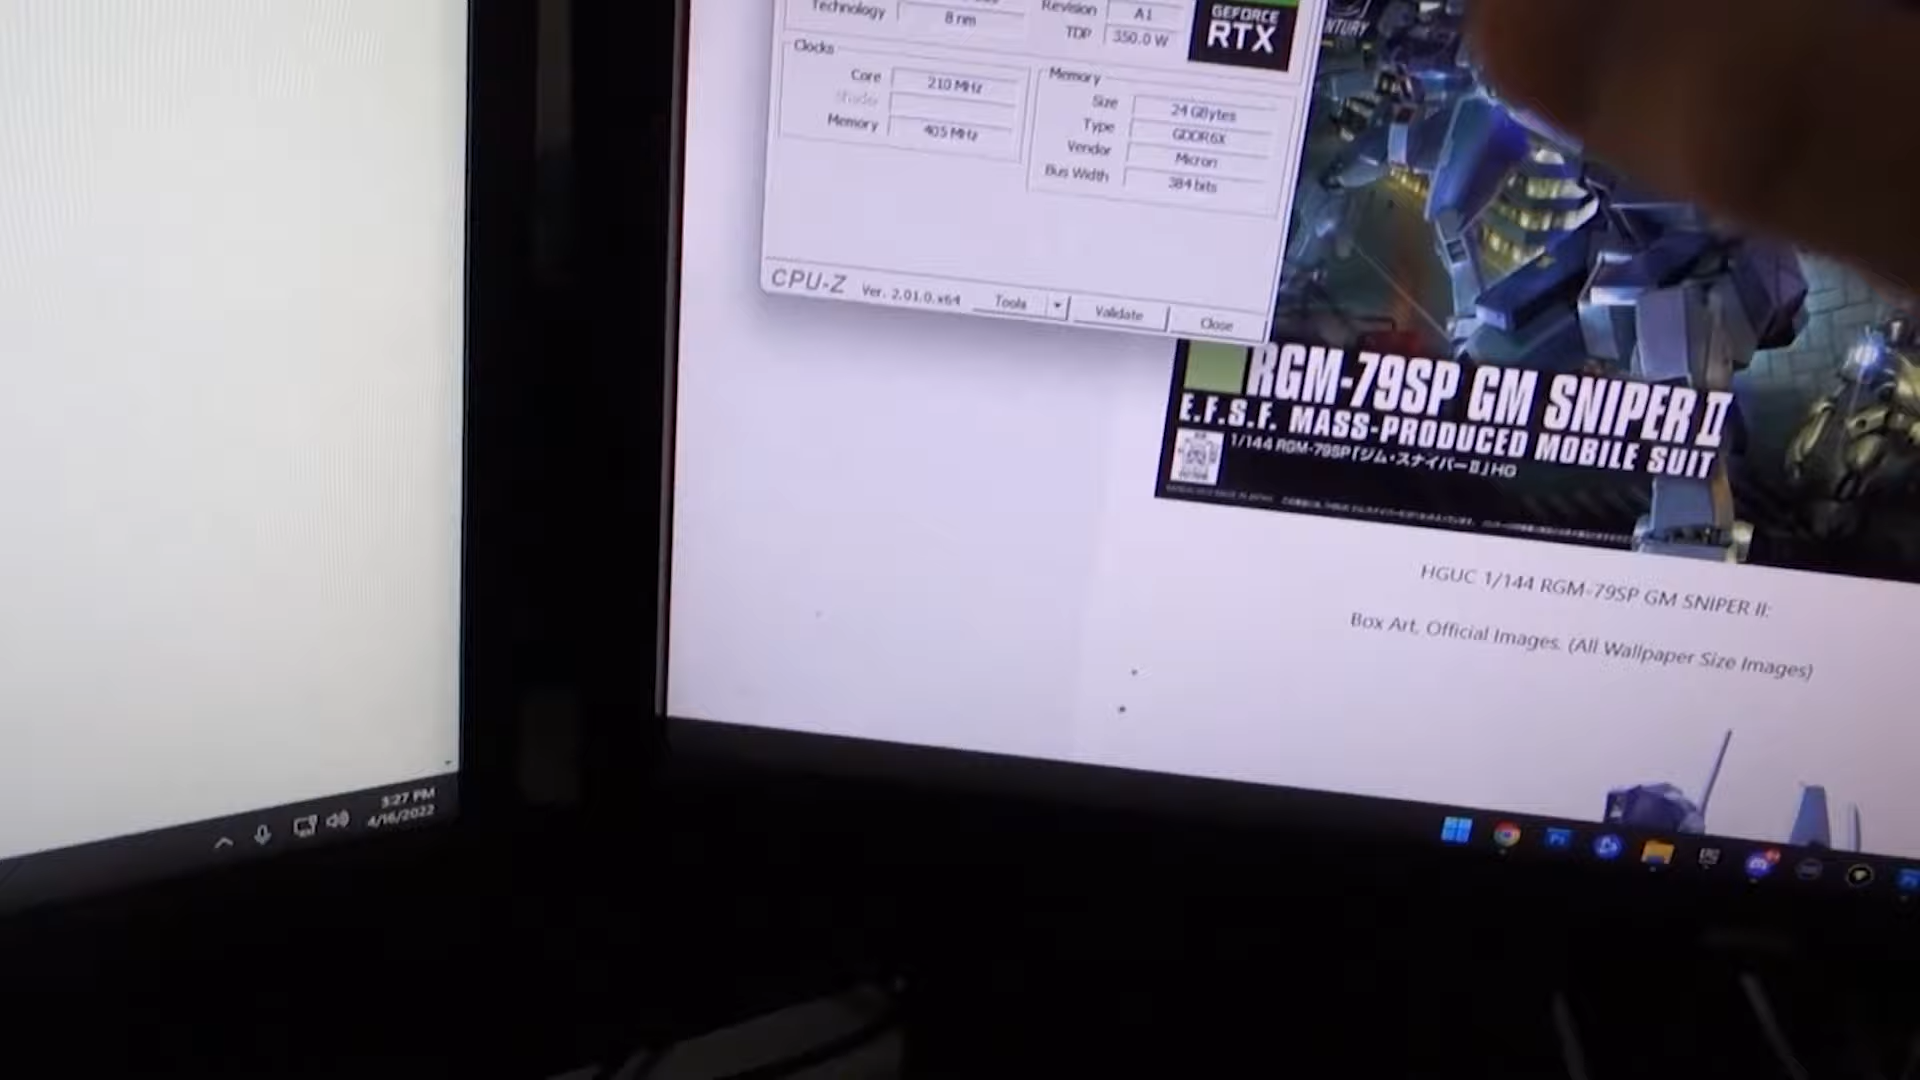 Technology 8 nm
Revision A1
TDP 350.0 W
GEFORCE
RTX
Clocks
Core 210 MHz
Shader
Memory 405 MHz
Memory
Size 24 GBytes
Type GDDR6X
Vendor Micron
Bus Width 384 bits
CPU-Z Ver. 2.01.0.x64 Tools Validate Close
RGM-79SP GM SNIPER II
E.F.S.F. MASS-PRODUCED MOBILE SUIT
1/144 RGM-79SP「ジム・スナイパーII」HG
HGUC 1/144 RGM-79SP GM SNIPER II:
Box Art, Official Images. (All Wallpaper Size Images)
3:27 PM
4/16/2022